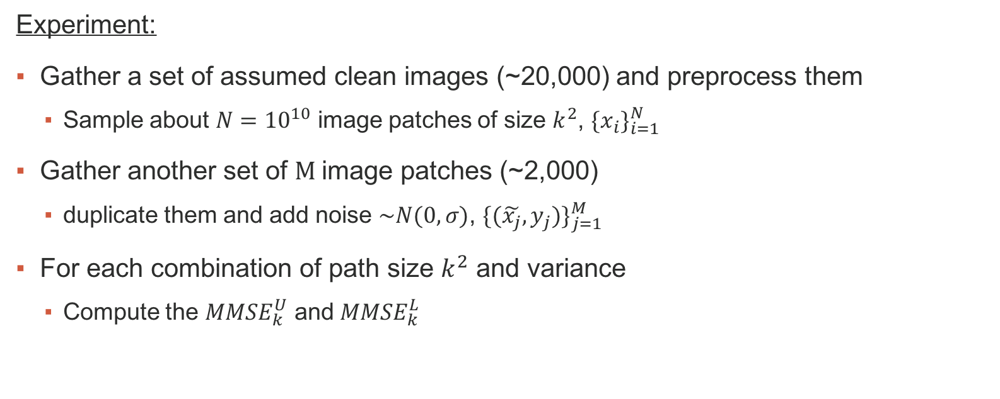 Experiment:
▪ Gather a set of assumed clean images (~20,000) and preprocess them
▪ Sample about $N = 10^{10}$ image patches of size $k^2$, $\{x_i\}_{i=1}^{N}$
▪ Gather another set of M image patches (~2,000)
▪ duplicate them and add noise $\sim N(0, \sigma)$, $\{(\tilde{x}_j, y_j)\}_{j=1}^{M}$
▪ For each combination of path size $k^2$ and variance
▪ Compute the $MMSE_k^U$ and $MMSE_k^L$